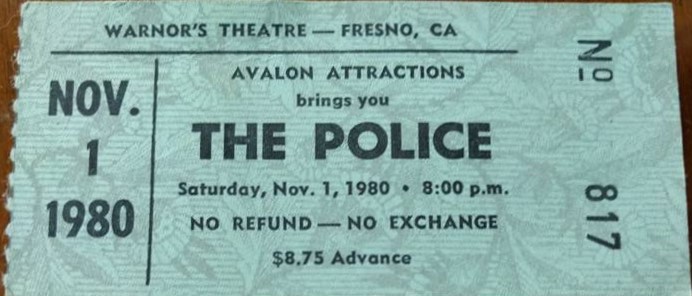 WARNOR'S THEATRE — FRESNO, CA
NOV.
1
1980
AVALON ATTRACTIONS
brings you
THE POLICE
Saturday, Nov. 1, 1980 • 8:00 p.m.
NO REFUND — NO EXCHANGE
$8.75 Advance
Nº 817